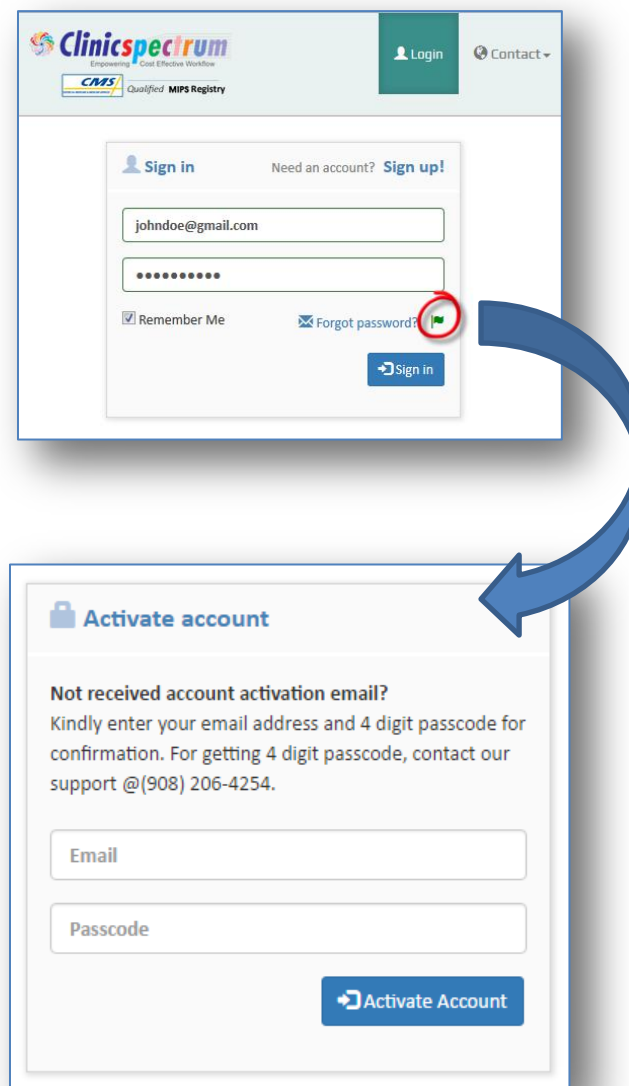 Clinicspectrum
Empowering Cost Effective Workflow
CMS Qualified MIPS Registry
Login
Contact
Sign in
Need an account? Sign up!
johndoe@gmail.com
Remember Me
Forgot password?
Sign in
Activate account
Not received account activation email?
Kindly enter your email address and 4 digit passcode for
confirmation. For getting 4 digit passcode, contact our
support @(908) 206-4254.
Email
Passcode
Activate Account